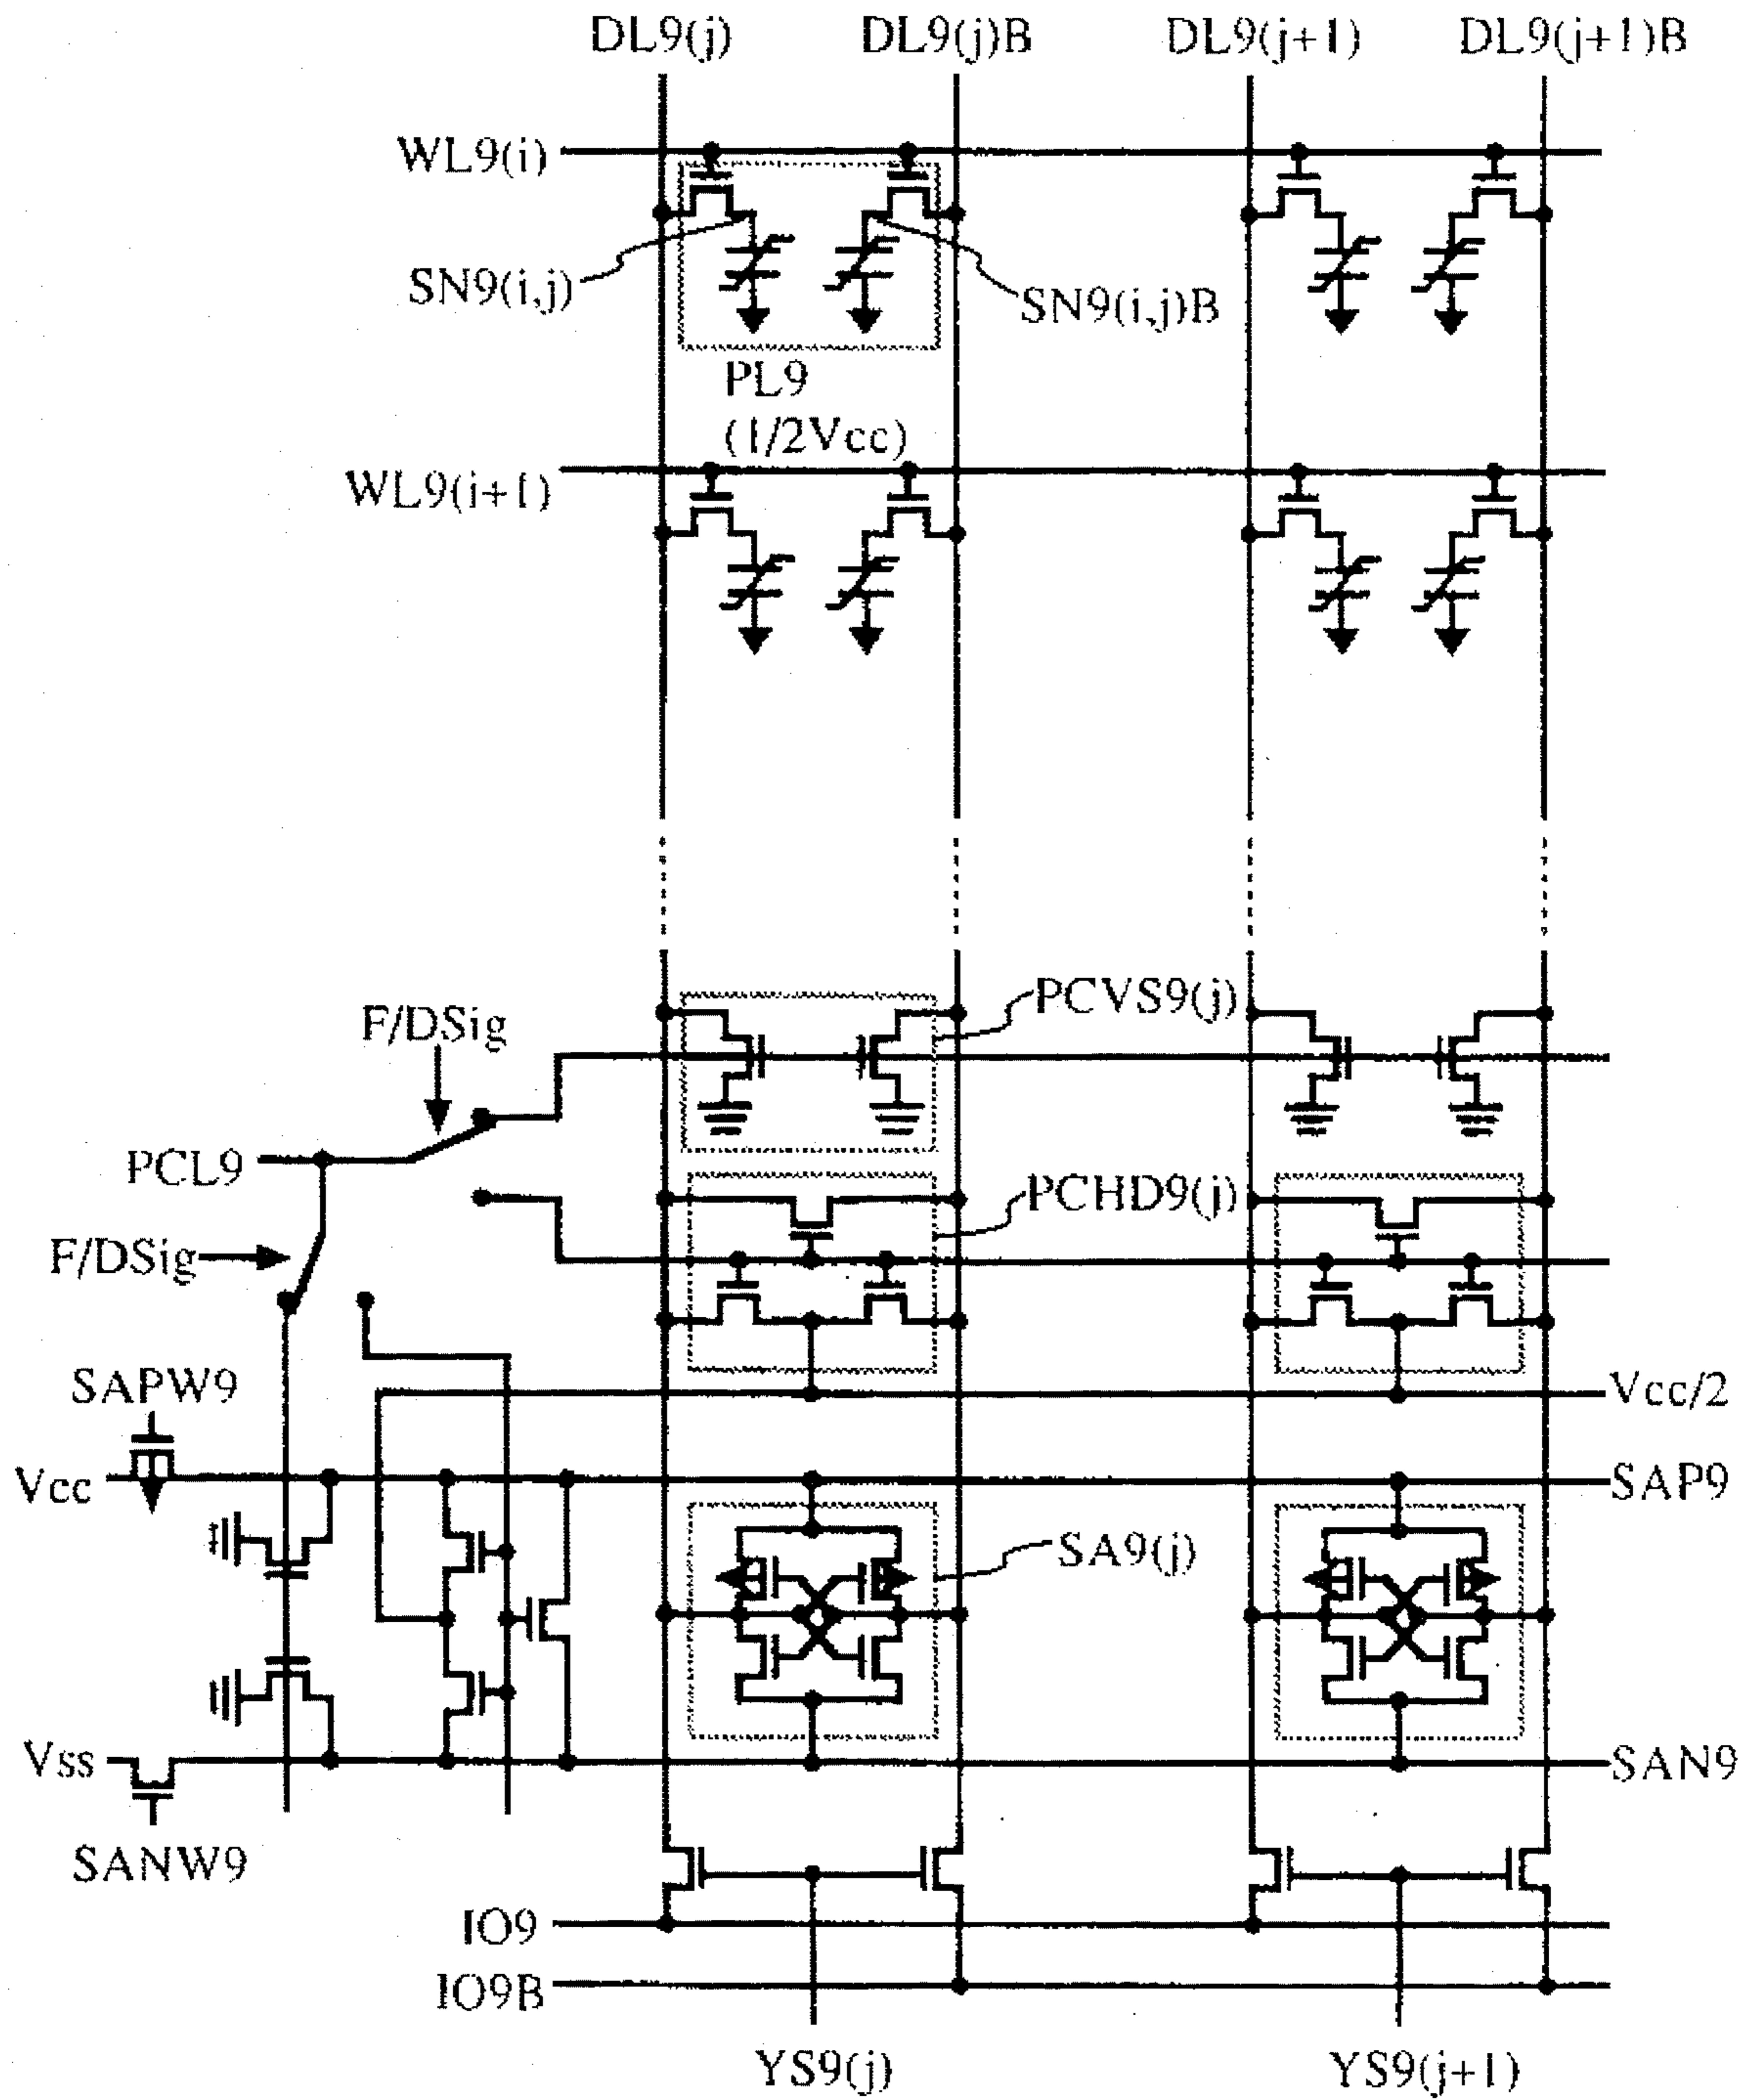 DL9(j) DL9(j)B DL9(j+1) DL9(j+1)B
WL9(i)
SN9(i,j)
SN9(i,j)B
PL9
(1/2Vcc)
WL9(i+1)
PCVS9(j)
F/DSig
PCL9
PCHD9(j)
F/DSig
SAPW9
Vcc/2
Vcc
SAP9
SA9(j)
Vss
SAN9
SANW9
IO9
IO9B
YS9(j) YS9(j+1)